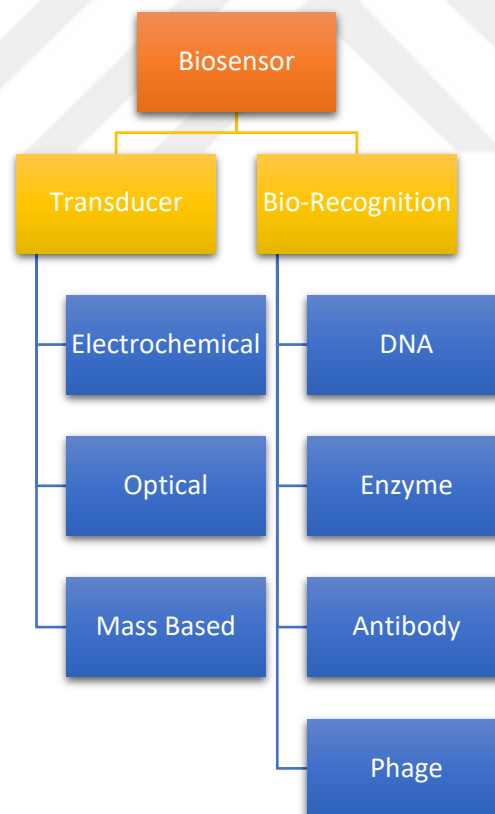 Biosensor
Transducer
Bio-Recognition
Electrochemical
DNA
Optical
Enzyme
Mass Based
Antibody
Phage